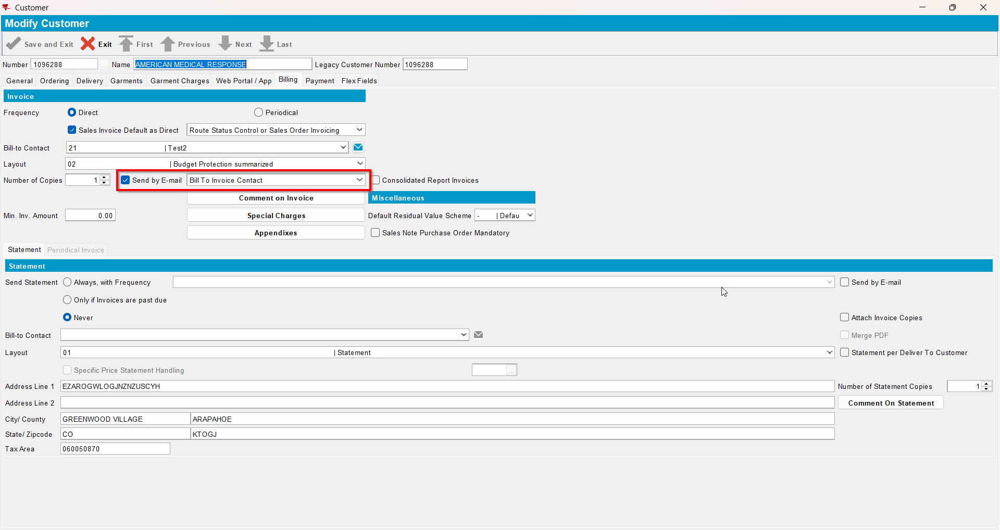 Customer
Modify Customer
Save and Exit Exit First Previous Next Last
Number 1096288 ... Name AMERICAN MEDICAL RESPONSE Legacy Customer Number 1096288
General Ordering Delivery Garments Garment Charges Web Portal / App Billing Payment Flex Fields
Invoice
Frequency Direct Periodical
Sales Invoice Default as Direct Route Status Control or Sales Order Invoicing
Bill-to Contact 21 | Test2
Layout 02 | Budget Protection summarized
Number of Copies 1 Send by E-mail Bill To Invoice Contact Consolidated Report Invoices
Comment on Invoice Miscellaneous
Min. Inv. Amount 0.00 Special Charges Default Residual Value Scheme - | Defau
Appendixes Sales Note Purchase Order Mandatory
Statement Periodical Invoice
Statement
Send Statement Always, with Frequency Send by E-mail
Only if Invoices are past due
Never Attach Invoice Copies
Bill-to Contact Merge PDF
Layout 01 | Statement Statement per Deliver To Customer
Specific Price Statement Handling ...
Address Line 1 EZAROGWLOGJNZNZUSCYH Number of Statement Copies 1
Address Line 2 Comment On Statement
City/ County GREENWOOD VILLAGE ARAPAHOE
State/ Zipcode CO KTOGJ
Tax Area 060050870